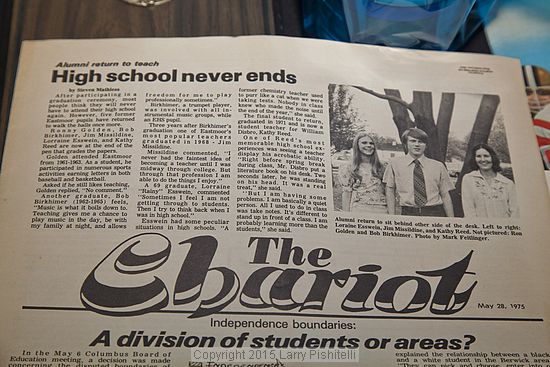 Alumni return to teach
High school never ends
by Steven Mathless
After participating in a
graduation ceremony, most
people think they will never
have to attend their high school
again. However, five former
Eastmoor pupils have returned
to walk the halls once more.
Ronny Golden, Bob
Birkhimer, Jim Missildine,
Loraine Esswein, and Kathy
Reed are now at the end of the
pen that grades the papers.
Golden attended Eastmoor
from 1961-1963. As a student, he
participated in numerous sports
activities earning letters in both
baseball and basketball.
Asked if he still likes teaching,
Golden replied, "No comment."
Another graduate, Bob
Birkhimer (1962-1965) feels,
"Music is what it boils down to.
Teaching gives me a chance to
play music in the day, be with
my family at night, and allows
freedom for me to play
professionally sometimes."
Birkhimer, a trumpet player,
was involved with all in-
strumental music groups, while
an EHS pupil.
Three years after Birkhimer's
graduation one of Eastmoor's
most popular teachers
graduated in 1968 - Jim
Missildine.
Missildine commented, "I
never had the faintest idea of
becoming a teacher until I was
midway through college. But
through that profession I am
able to do the things I enjoy."
A 69 graduate, Loraine
"Rainy" Esswein, commented
"Sometimes I feel I am not
getting through to students.
Then I try to look back when I
was in high school."
Esswein had some peculiar
situations in high schools. "A
former chemistry teacher used
to purr like a cat when we were
taking tests. Nobody in class
knew who made the noise until
the end of the year," she said.
The final student to return,
graduated in 1971 and is now a
student teacher for William
Disbro, Kathy Reed.
One of Reed's most
memorable high school ex-
periences was seeing a teacher
display his acrobatic ability.
"Right before spring break
during class, Mr. Kelly put a
literature book on his desk. Two
seconds later, he was standing
on his head. It was a real
treat," she said.
"But I am having some
problems. I am basically a quiet
person. All I used to do in class
was take notes. It's different to
stand up in front of a class. I am
probably learning more than the
students," she said.
Alumni return to sit behind other side of the desk. Left to right:
Loraine Esswein, Jim Missildine, and Kathy Reed. Not pictured: Ron
Golden and Bob Birkhimer. Photo by Mark Feitlinger.
The
Chariot
May 28, 1975
Independence boundaries:
A division of students or areas?
In the May 6 Columbus Board of
Education meeting, a decision was made
explained the relationship between a black
and a white student in the Berwick area.
Copyright 2015 Larry Pishitelli